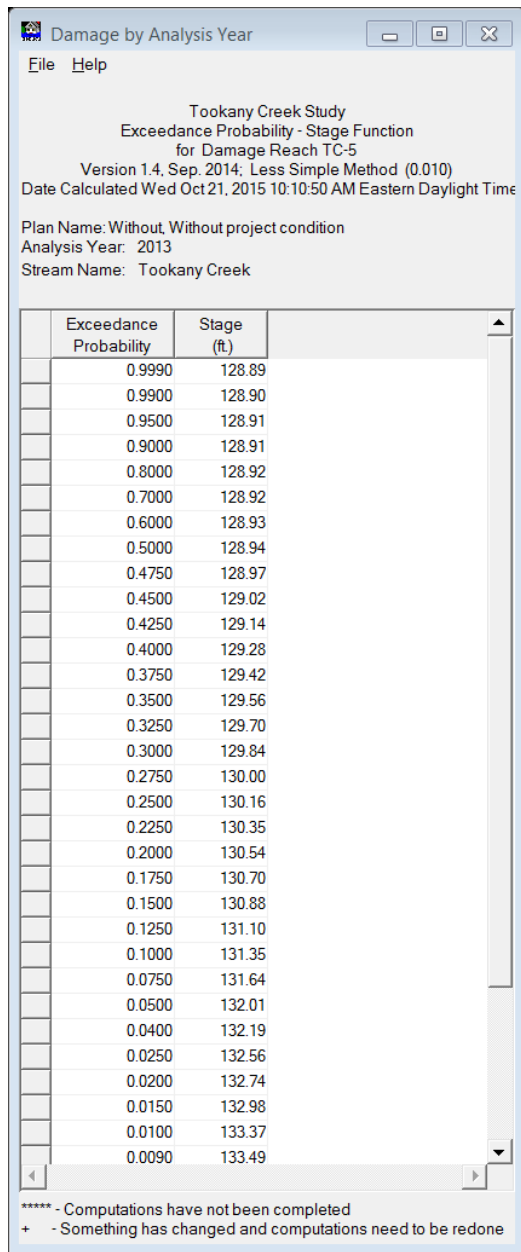 Damage by Analysis Year
File Help
Tookany Creek Study
Exceedance Probability - Stage Function
for Damage Reach TC-5
Version 1.4, Sep. 2014; Less Simple Method (0.010)
Date Calculated Wed Oct 21, 2015 10:10:50 AM Eastern Daylight Time
Plan Name: Without, Without project condition
Analysis Year: 2013
Stream Name: Tookany Creek
Exceedance Stage
Probability (ft.)
0.9990 128.89
0.9900 128.90
0.9500 128.91
0.9000 128.91
0.8000 128.92
0.7000 128.92
0.6000 128.93
0.5000 128.94
0.4750 128.97
0.4500 129.02
0.4250 129.14
0.4000 129.28
0.3750 129.42
0.3500 129.56
0.3250 129.70
0.3000 129.84
0.2750 130.00
0.2500 130.16
0.2250 130.35
0.2000 130.54
0.1750 130.70
0.1500 130.88
0.1250 131.10
0.1000 131.35
0.0750 131.64
0.0500 132.01
0.0400 132.19
0.0250 132.56
0.0200 132.74
0.0150 132.98
0.0100 133.37
0.0090 133.49
***** - Computations have not been completed
+ - Something has changed and computations need to be redone